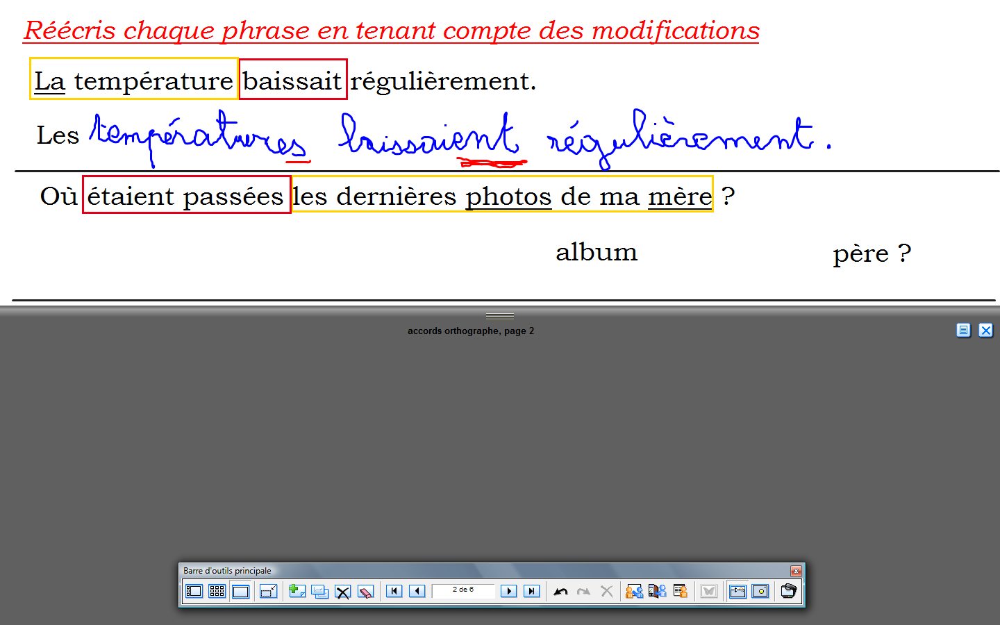 Réécris chaque phrase en tenant compte des modifications
La température baissait régulièrement.
Les températures baissaient régulièrement.
Où étaient passées les dernières photos de ma mère ?
album père ?
accords orthographe, page 2
Barre d'outils principale
2 de 6